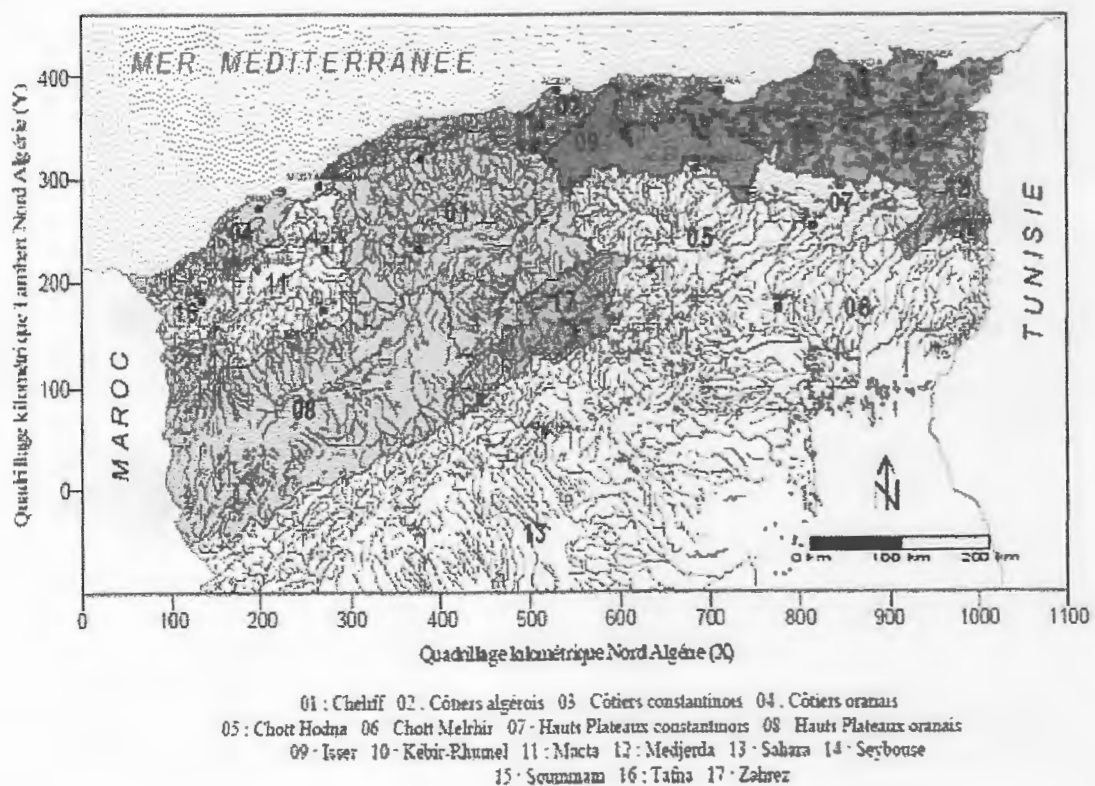 MER MEDITERRANEE
400
300
200
100
0
Quadrillage kilométrique Lambert Nord Algérie (Y)
MAROC
TUNISIE
02
09
04
01
07
05
11
16
17
06
08
13
14
12
0 km 100 km 200 km
0 100 200 300 400 500 600 700 800 900 1000 1100
Quadrillage kilométrique Nord Algérie (X)
01 : Cheliff 02 . Côtiers algérois 03 Côtiers constantinois 04 . Côtiers oranais
05 : Chott Hodna 06 Chott Melrhir 07 · Hauts Plateaux constantinois 08 Hauts Plateaux oranais
09 · Isser 10 · Kébir-Rhumel 11 : Macta 12 : Medjerda 13 · Sahara 14 · Seybouse
15 · Soummam 16 : Tafna 17 · Zahrez